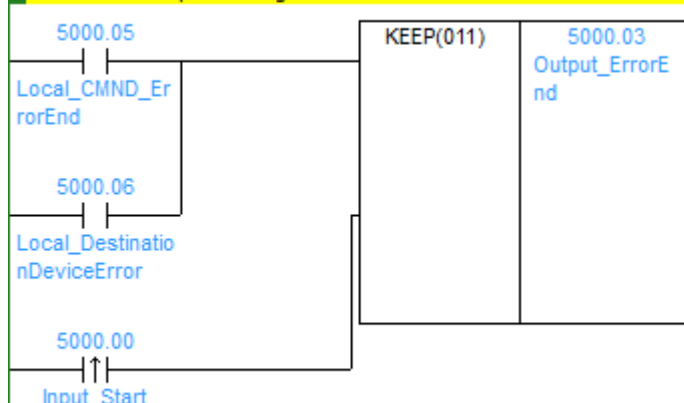 5000.05
Local_CMND_Er
rorEnd
KEEP(011)
5000.03
Output_ErrorE
nd
5000.06
Local_Destinatio
nDeviceError
5000.00
Input_Start